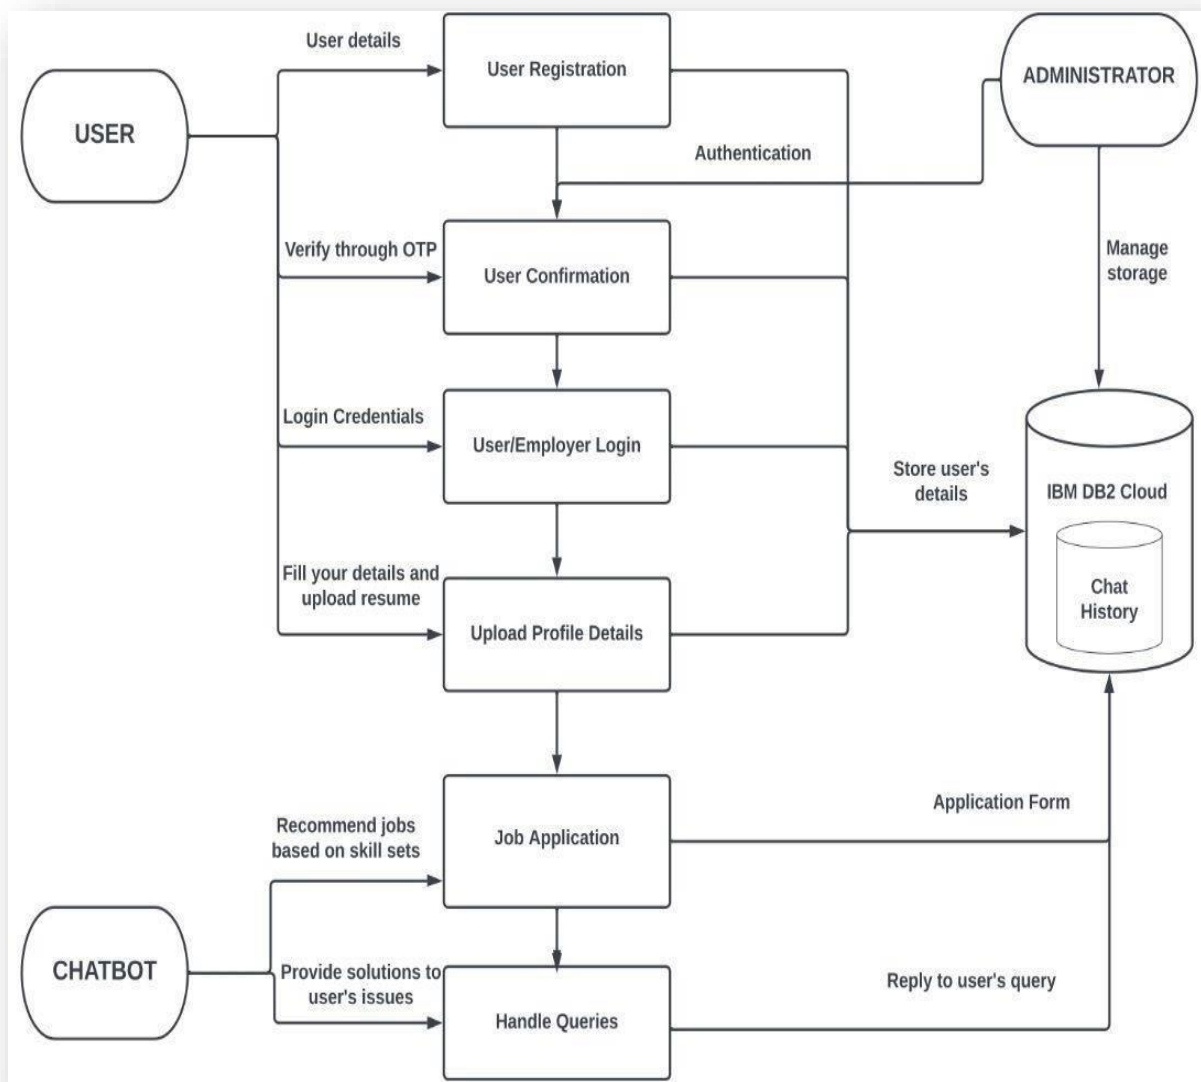 User details
User Registration
ADMINISTRATOR
USER
Authentication
Verify through OTP
User Confirmation
Manage
storage
Login Credentials
User/Employer Login
Store user's
details
IBM DB2 Cloud
Fill your details and
upload resume
Upload Profile Details
Chat
History
Recommend jobs
based on skill sets
Job Application
Application Form
CHATBOT
Provide solutions to
user's issues
Handle Queries
Reply to user's query